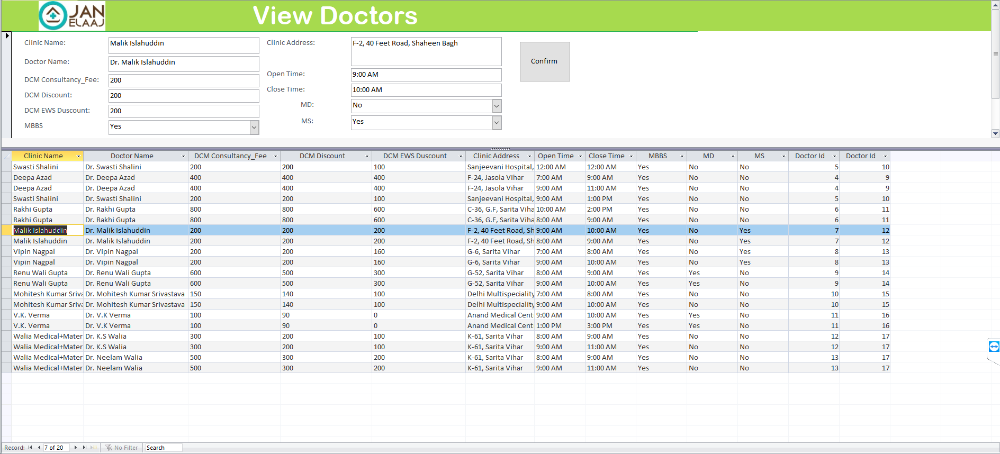 JAN
ELAAJ
View Doctors
Clinic Name: Malik Islahuddin Clinic Address: F-2, 40 Feet Road, Shaheen Bagh Confirm
Doctor Name: Dr. Malik Islahuddin
DCM Consultancy_Fee: 200 Open Time: 9:00 AM
DCM Discount: 200 Close Time: 10:00 AM
DCM EWS Duscount: 200 MD: No
MBBS Yes MS: Yes
Clinic Name Doctor Name DCM Consultancy_Fee DCM Discount DCM EWS Duscount Clinic Address Open Time Close Time MBBS MD MS Doctor Id Doctor Id
Swasti Shalini Dr. Swasti Shalini 200 200 100 Sanjeevani Hospital, 12:00 AM 12:00 AM Yes No No 5 10
Deepa Azad Dr. Deepa Azad 400 400 400 F-24, Jasola Vihar 7:00 AM 9:00 AM Yes No No 4 9
Deepa Azad Dr. Deepa Azad 400 400 400 F-24, Jasola Vihar 9:00 AM 11:00 AM Yes No No 4 9
Swasti Shalini Dr. Swasti Shalini 200 200 100 Sanjeevani Hospital, 9:00 AM 1:00 PM Yes No No 5 10
Rakhi Gupta Dr. Rakhi Gupta 800 800 600 C-36, G.F, Sarita Viha 10:00 AM 2:00 PM Yes No No 6 11
Rakhi Gupta Dr. Rakhi Gupta 800 800 600 C-36, G.F, Sarita Viha 8:00 AM 9:00 AM Yes No No 6 11
Malik Islahuddin Dr. Malik Islahuddin 200 200 200 F-2, 40 Feet Road, Sh 9:00 AM 10:00 AM Yes No Yes 7 12
Malik Islahuddin Dr. Malik Islahuddin 200 200 200 F-2, 40 Feet Road, Sh 8:00 AM 9:00 AM Yes No Yes 7 12
Vipin Nagpal Dr. Vipin Nagpal 200 200 160 G-6, Sarita Vihar 7:00 AM 8:00 AM Yes No Yes 8 13
Vipin Nagpal Dr. Vipin Nagpal 200 200 160 G-6, Sarita Vihar 9:00 AM 10:00 AM Yes No Yes 8 13
Renu Wali Gupta Dr. Renu Wali Gupta 600 500 300 G-52, Sarita Vihar 8:00 AM 9:00 AM Yes Yes No 9 14
Renu Wali Gupta Dr. Renu Wali Gupta 600 500 300 G-52, Sarita Vihar 9:00 AM 10:00 AM Yes Yes No 9 14
Mohitesh Kumar Sriva Dr. Mohitesh Kumar Srivastava 150 140 100 Delhi Multispeciality 7:00 AM 8:00 AM Yes No No 10 15
Mohitesh Kumar Sriva Dr. Mohitesh Kumar Srivastava 150 140 100 Delhi Multispeciality 9:00 AM 10:00 AM Yes No No 10 15
V.K. Verma Dr. V.K Verma 100 90 0 Anand Medical Cent 9:00 AM 10:00 AM Yes Yes No 11 16
V.K. Verma Dr. V.K Verma 100 90 0 Anand Medical Cent 1:00 PM 3:00 PM Yes Yes No 11 16
Walia Medical+Mater Dr. K.S Walia 300 200 100 K-61, Sarita Vihar 8:00 AM 9:00 AM Yes No No 12 17
Walia Medical+Mater Dr. K.S Walia 300 200 100 K-61, Sarita Vihar 9:00 AM 11:00 AM Yes No No 12 17
Walia Medical+Mater Dr. Neelam Walia 500 300 200 K-61, Sarita Vihar 8:00 AM 9:00 AM Yes No No 13 17
Walia Medical+Mater Dr. Neelam Walia 500 300 200 K-61, Sarita Vihar 9:00 AM 11:00 AM Yes No No 13 17
Record: 7 of 20 No Filter Search